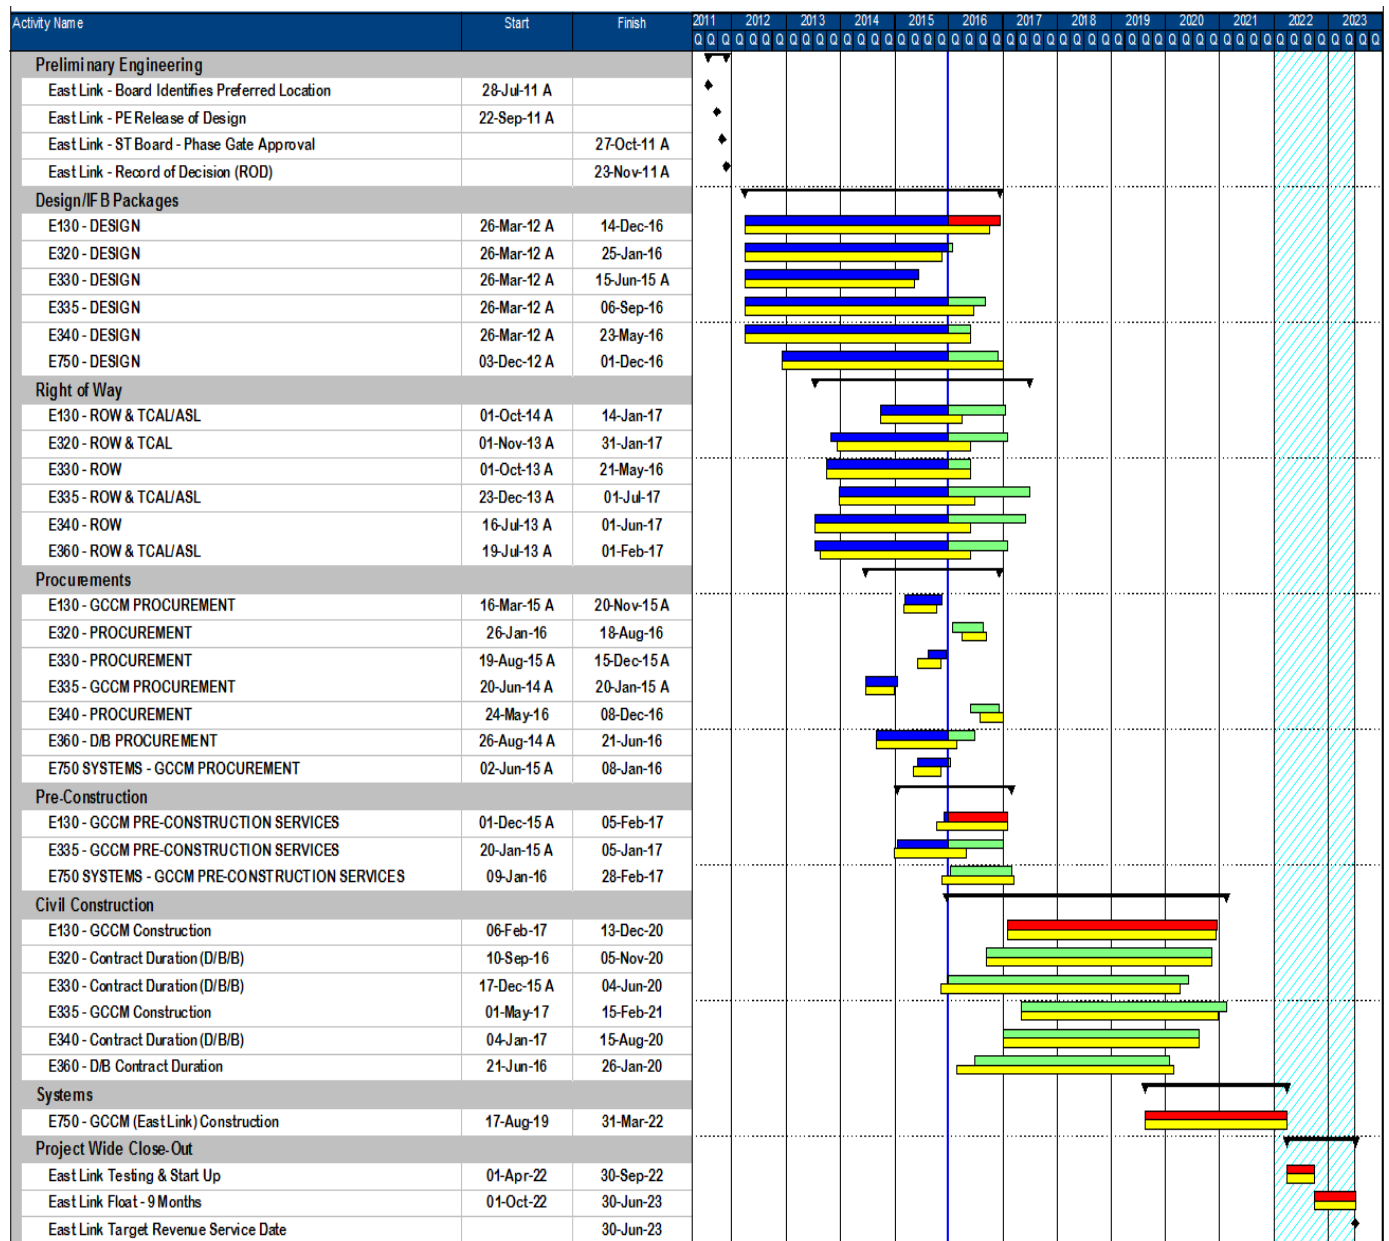 Activity Name Start Finish 2011 2012 2013 2014 2015 2016 2017 2018 2019 2020 2021 2022 2023
Q Q Q Q Q Q Q Q Q Q Q Q Q Q Q Q Q Q Q Q Q Q Q Q Q Q Q Q Q Q Q Q Q Q Q Q Q Q Q Q Q Q Q Q Q Q Q Q Q Q Q
Preliminary Engineering
East Link - Board Identifies Preferred Location 28-Jul-11 A
East Link - PE Release of Design 22-Sep-11 A
East Link - ST Board - Phase Gate Approval 27-Oct-11 A
East Link - Record of Decision (ROD) 23-Nov-11 A
Design/IFB Packages
E130 - DESIGN 26-Mar-12 A 14-Dec-16
E320 - DESIGN 26-Mar-12 A 25-Jan-16
E330 - DESIGN 26-Mar-12 A 15-Jun-15 A
E335 - DESIGN 26-Mar-12 A 06-Sep-16
E340 - DESIGN 26-Mar-12 A 23-May-16
E750 - DESIGN 03-Dec-12 A 01-Dec-16
Right of Way
E130 - ROW & TCAL/ASL 01-Oct-14 A 14-Jan-17
E320 - ROW & TCAL 01-Nov-13 A 31-Jan-17
E330 - ROW 01-Oct-13 A 21-May-16
E335 - ROW & TCAL/ASL 23-Dec-13 A 01-Jul-17
E340 - ROW 16-Jul-13 A 01-Jun-17
E360 - ROW & TCAL/ASL 19-Jul-13 A 01-Feb-17
Procurements
E130 - GCCM PROCUREMENT 16-Mar-15 A 20-Nov-15 A
E320 - PROCUREMENT 26-Jan-16 18-Aug-16
E330 - PROCUREMENT 19-Aug-15 A 15-Dec-15 A
E335 - GCCM PROCUREMENT 20-Jun-14 A 20-Jan-15 A
E340 - PROCUREMENT 24-May-16 08-Dec-16
E360 - D/B PROCUREMENT 26-Aug-14 A 21-Jun-16
E750 SYSTEMS - GCCM PROCUREMENT 02-Jun-15 A 08-Jan-16
Pre-Construction
E130 - GCCM PRE-CONSTRUCTION SERVICES 01-Dec-15 A 05-Feb-17
E335 - GCCM PRE-CONSTRUCTION SERVICES 20-Jan-15 A 05-Jan-17
E750 SYSTEMS - GCCM PRE-CONSTRUCTION SERVICES 09-Jan-16 28-Feb-17
Civil Construction
E130 - GCCM Construction 06-Feb-17 13-Dec-20
E320 - Contract Duration (D/B/B) 10-Sep-16 05-Nov-20
E330 - Contract Duration (D/B/B) 17-Dec-15 A 04-Jun-20
E335 - GCCM Construction 01-May-17 15-Feb-21
E340 - Contract Duration (D/B/B) 04-Jan-17 15-Aug-20
E360 - D/B Contract Duration 21-Jun-16 26-Jan-20
Systems
E750 - GCCM (East Link) Construction 17-Aug-19 31-Mar-22
Project Wide Close-Out
East Link Testing & Start Up 01-Apr-22 30-Sep-22
East Link Float - 9 Months 01-Oct-22 30-Jun-23
East Link Target Revenue Service Date 30-Jun-23